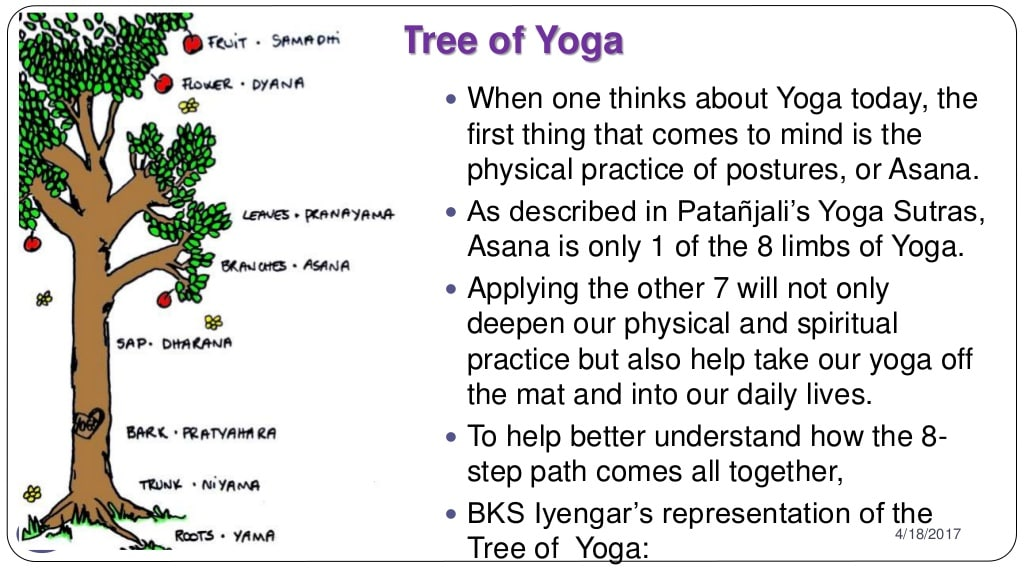 Tree of Yoga
FRUIT · SAMADHI
FLOWER · DYANA
LEAVES · PRANAYAMA
BRANCHES · ASANA
SAP · DHARANA
YOGA
BARK · PRATYAHARA
TRUNK · NIYAMA
ROOTS · YAMA
• When one thinks about Yoga today, the
first thing that comes to mind is the
physical practice of postures, or Asana.
• As described in Patañjali’s Yoga Sutras,
Asana is only 1 of the 8 limbs of Yoga.
• Applying the other 7 will not only
deepen our physical and spiritual
practice but also help take our yoga off
the mat and into our daily lives.
• To help better understand how the 8-
step path comes all together,
• BKS Iyengar’s representation of the
Tree of  Yoga:
4/18/2017